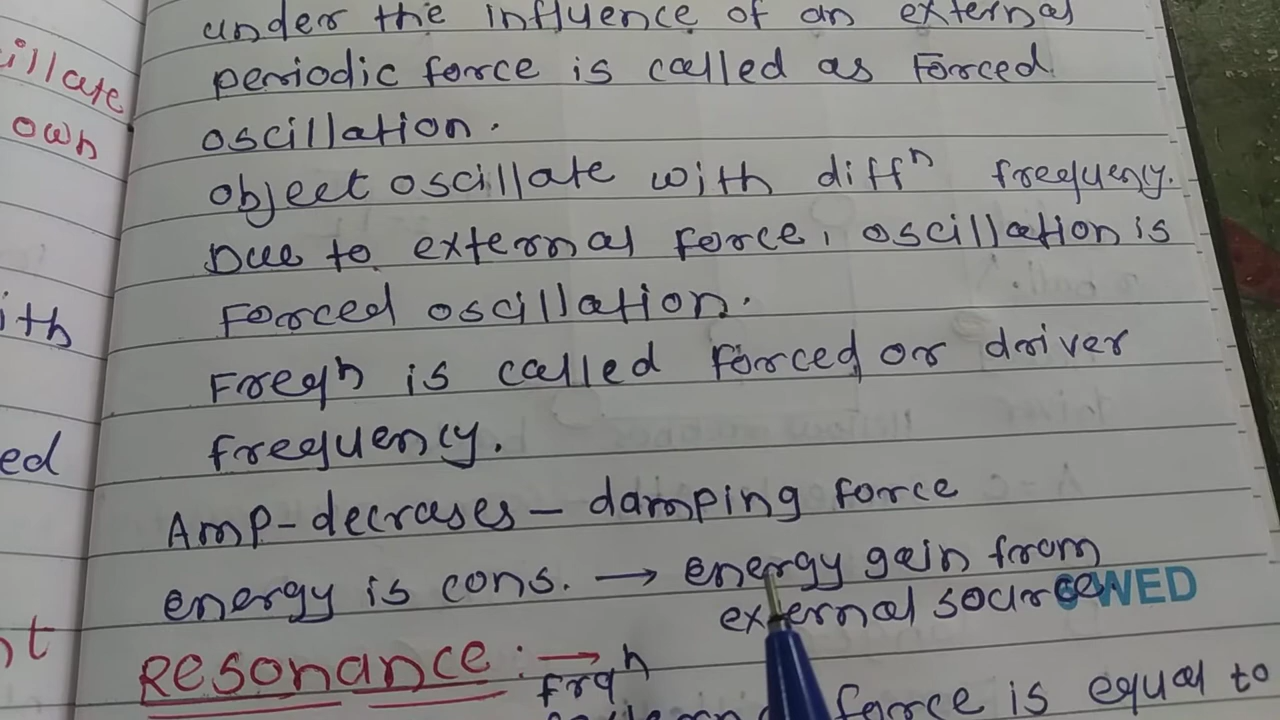 under the influence of an external
periodic force is called as Forced
oscillation.
object oscillate with diffⁿ frequency.
Due to external force, oscillation is
Forced oscillation.
Freqⁿ is called Forced or driver
frequency.
Amp-decrases - damping force
energy is cons. → energy gain from
external source
WED
Resonance : →
frqⁿ
force is equal to
illate
own
ith
ed